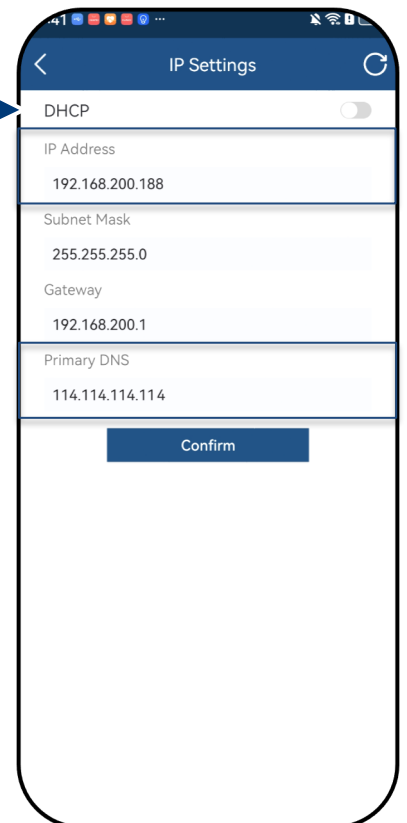 :41
IP Settings
DHCP
IP Address
192.168.200.188
Subnet Mask
255.255.255.0
Gateway
192.168.200.1
Primary DNS
114.114.114.114
Confirm